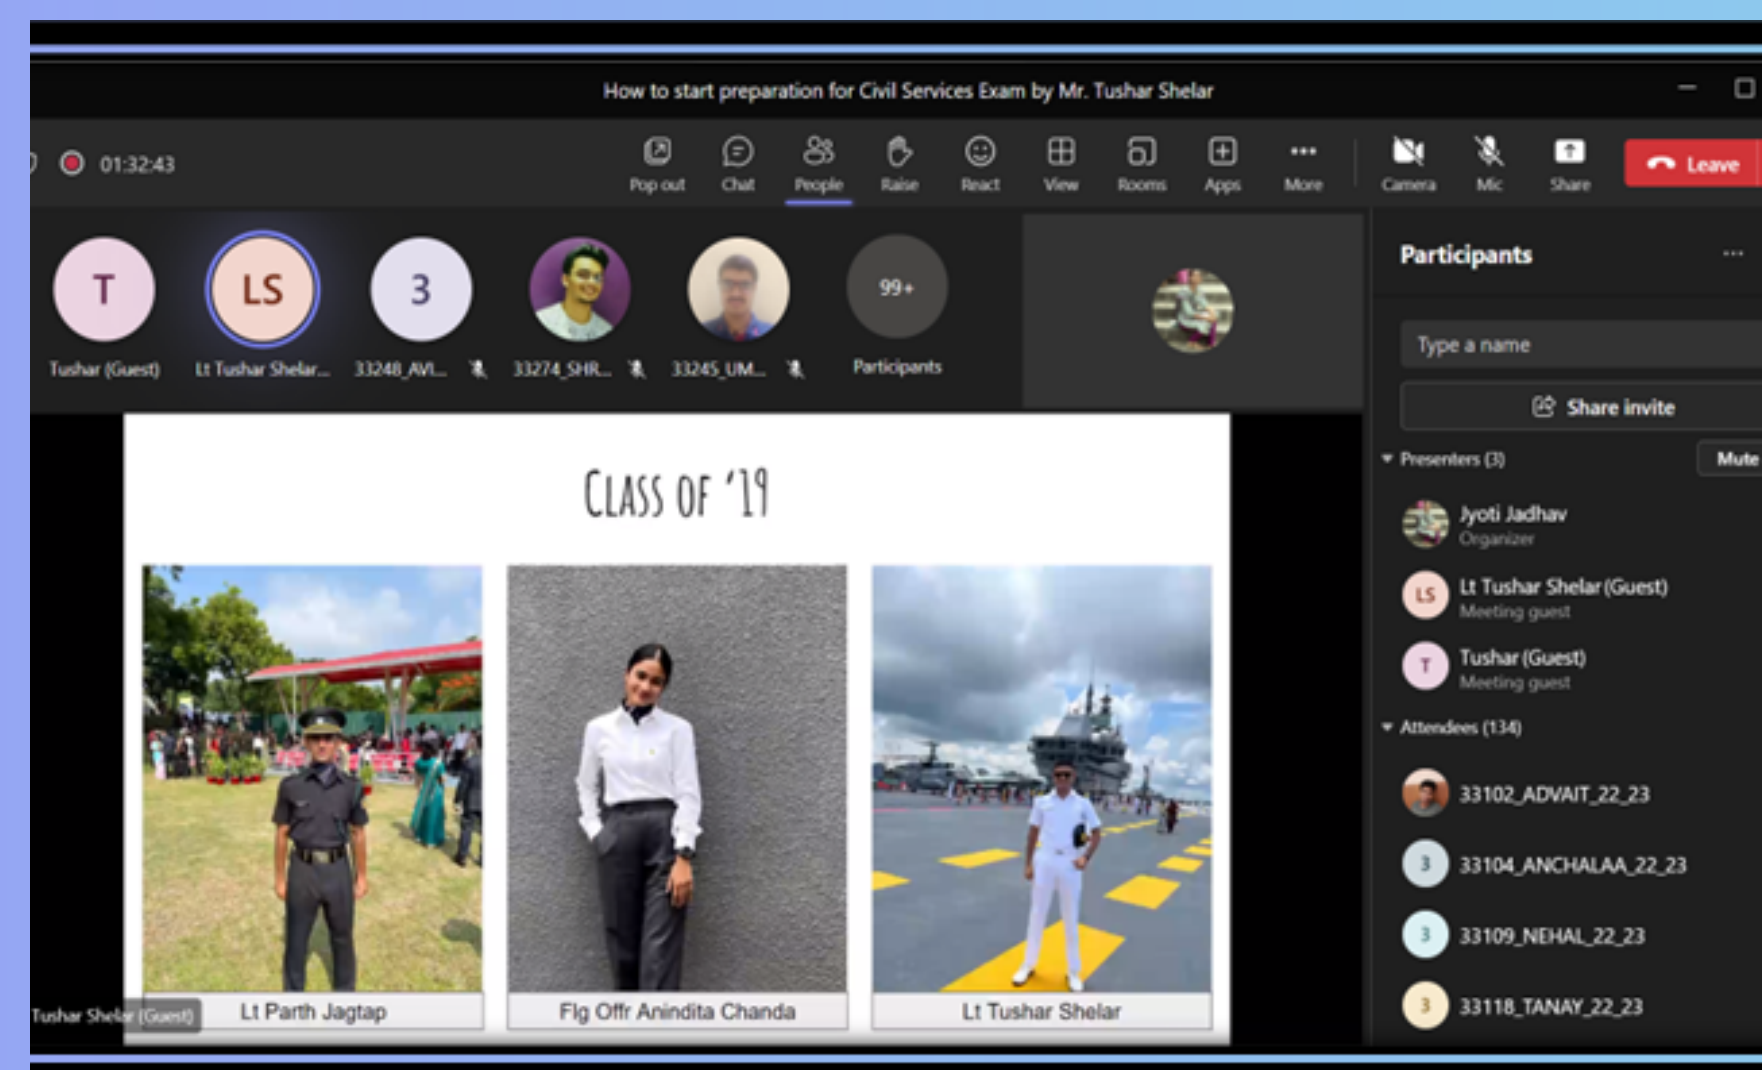 How to start preparation for Civil Services Exam by Mr. Tushar Shelar
01:32:43
Pop out Chat People Raise React View Rooms Apps More Camera Mic Share Leave
T LS 3 99+
Tushar (Guest) Lt Tushar Shelar... 33248_AVI... 33274_SHR... 33245_UM... Participants
CLASS OF ‘19
Lt Parth Jagtap
Flg Offr Anindita Chanda
Lt Tushar Shelar
Tushar Shelar (Guest)
Participants
Type a name
Share invite
Presenters (3) Mute
Jyoti Jadhav
Organizer
LS Lt Tushar Shelar (Guest)
Meeting guest
T Tushar (Guest)
Meeting guest
Attendees (134)
33102_ADVAIT_22_23
3 33104_ANCHALAA_22_23
3 33109_NEHAL_22_23
3 33118_TANAY_22_23